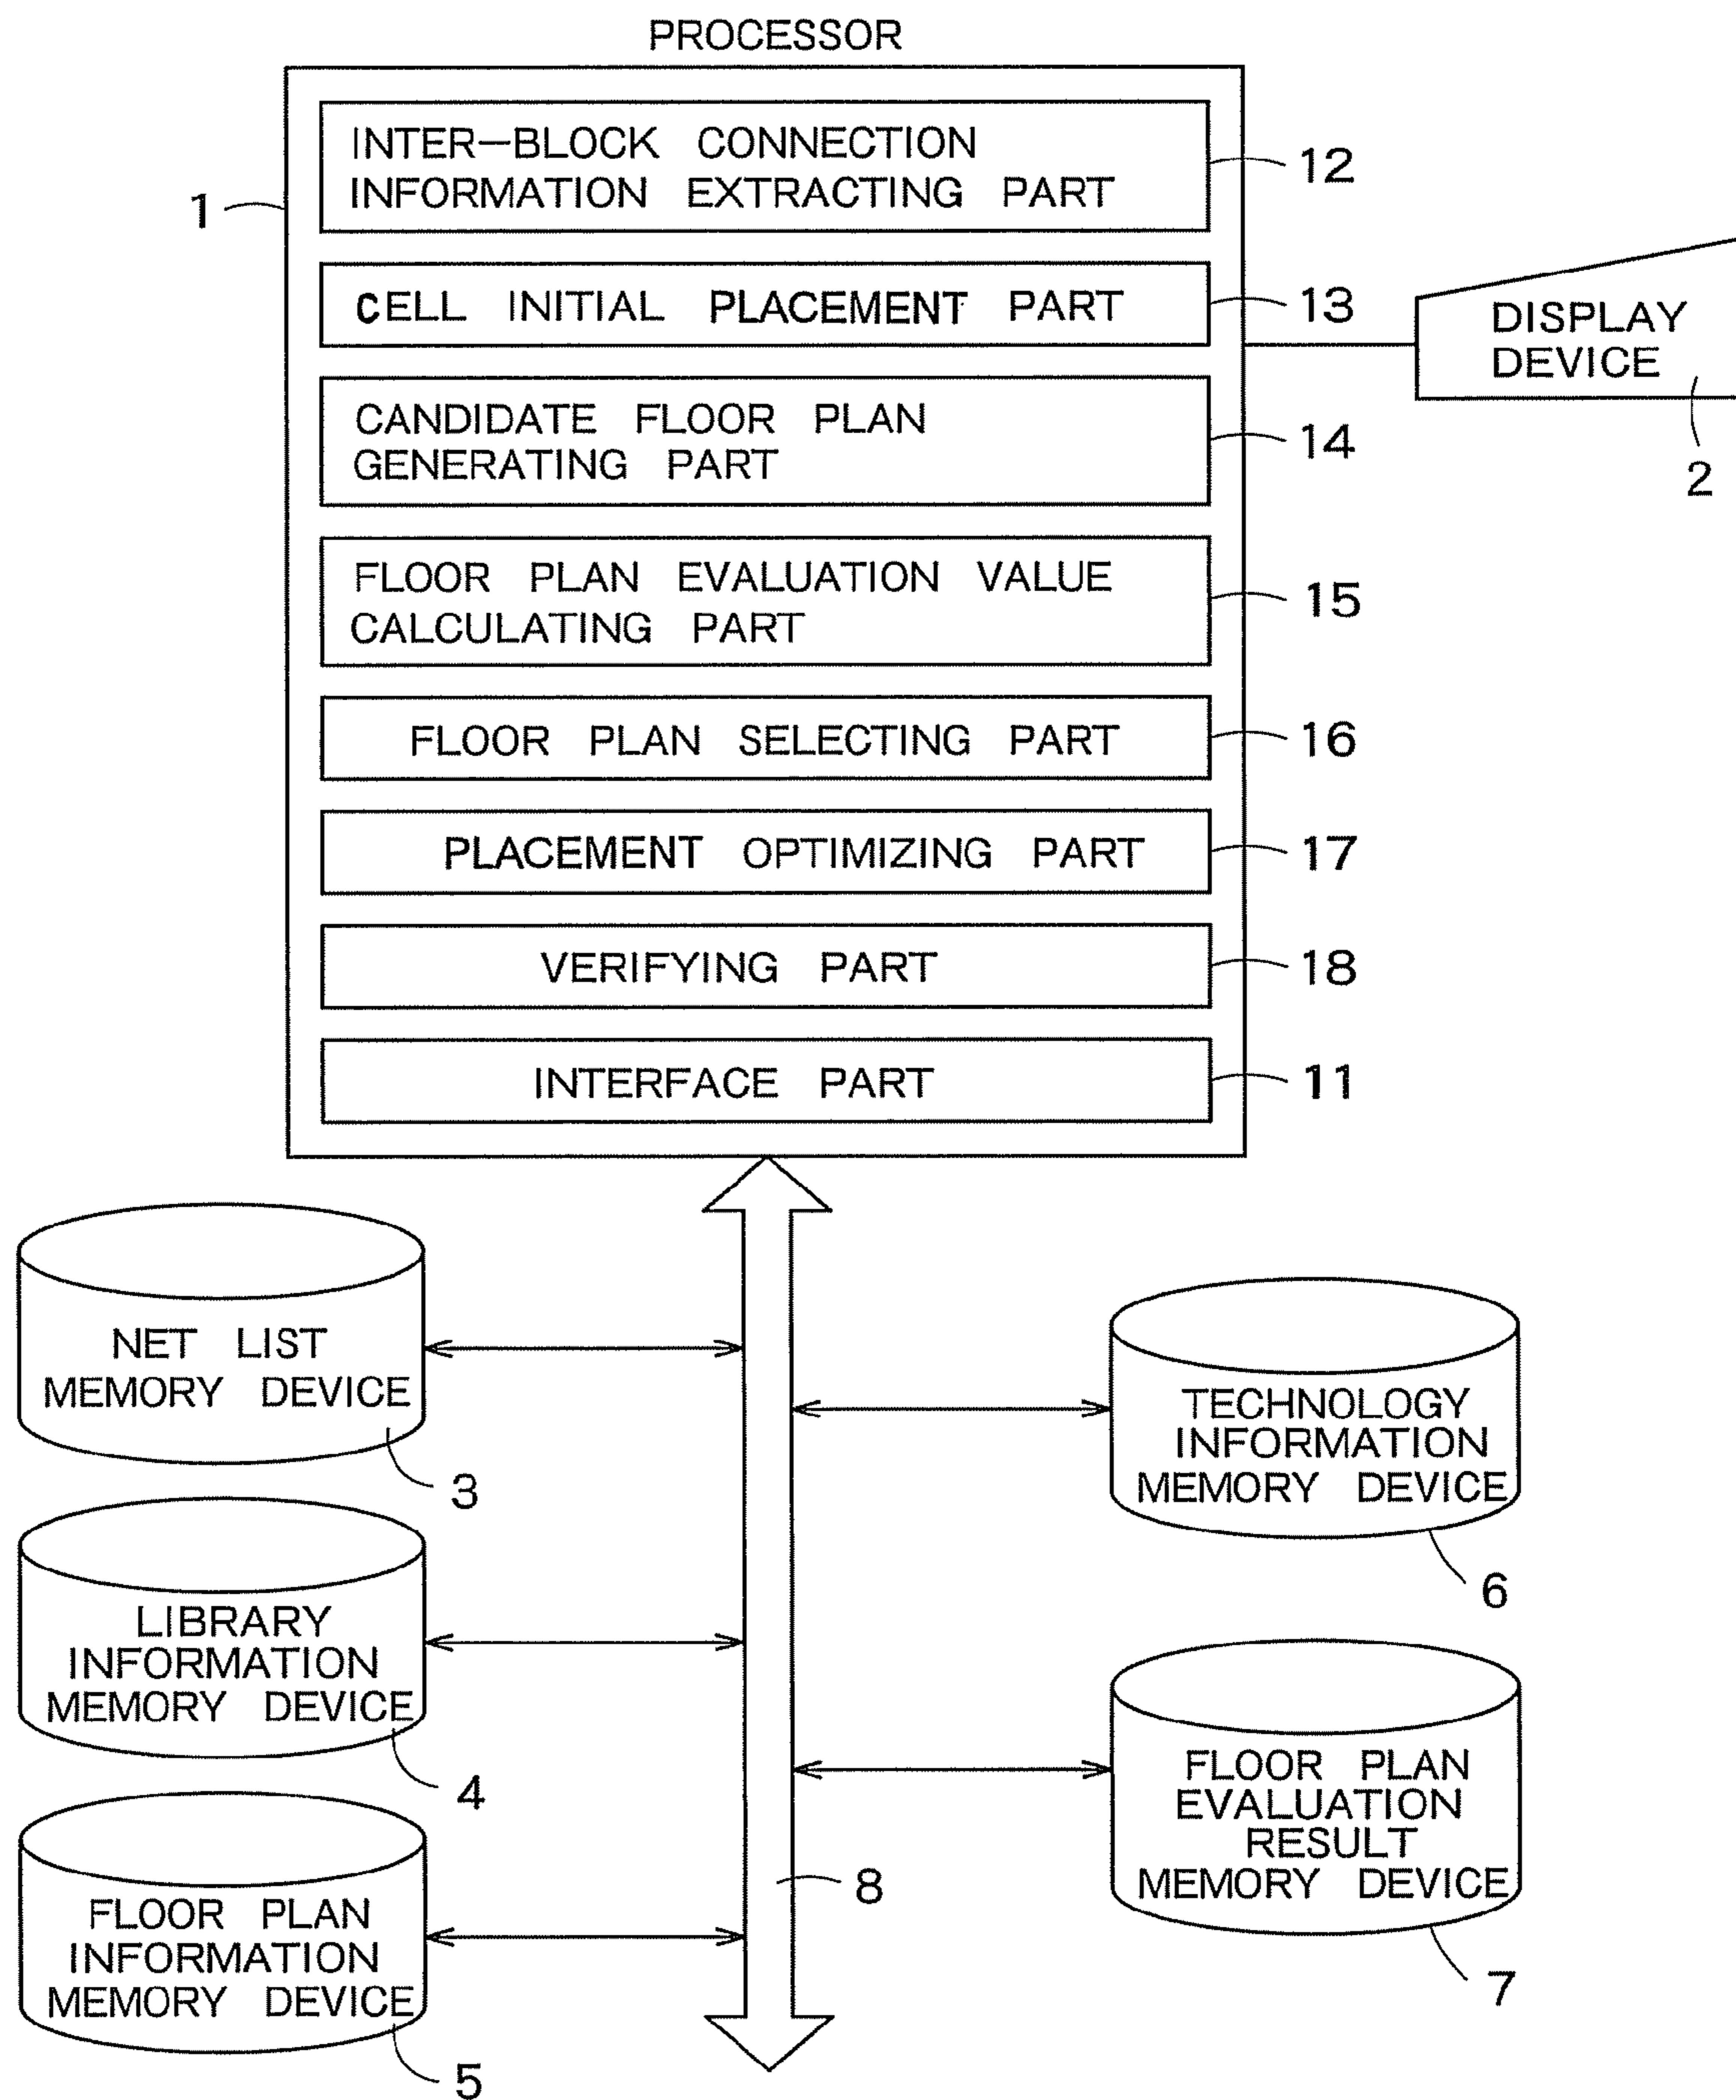 PROCESSOR
INTER-BLOCK CONNECTION
INFORMATION EXTRACTING PART
12
1
CELL INITIAL PLACEMENT PART
13
DISPLAY
DEVICE
2
CANDIDATE FLOOR PLAN
GENERATING PART
14
FLOOR PLAN EVALUATION VALUE
CALCULATING PART
15
FLOOR PLAN SELECTING PART
16
PLACEMENT OPTIMIZING PART
17
VERIFYING PART
18
INTERFACE PART
11
NET LIST
MEMORY DEVICE
3
TECHNOLOGY
INFORMATION
MEMORY DEVICE
6
LIBRARY
INFORMATION
MEMORY DEVICE
4
FLOOR PLAN
EVALUATION
RESULT
MEMORY DEVICE
7
8
FLOOR PLAN
INFORMATION
MEMORY DEVICE
5